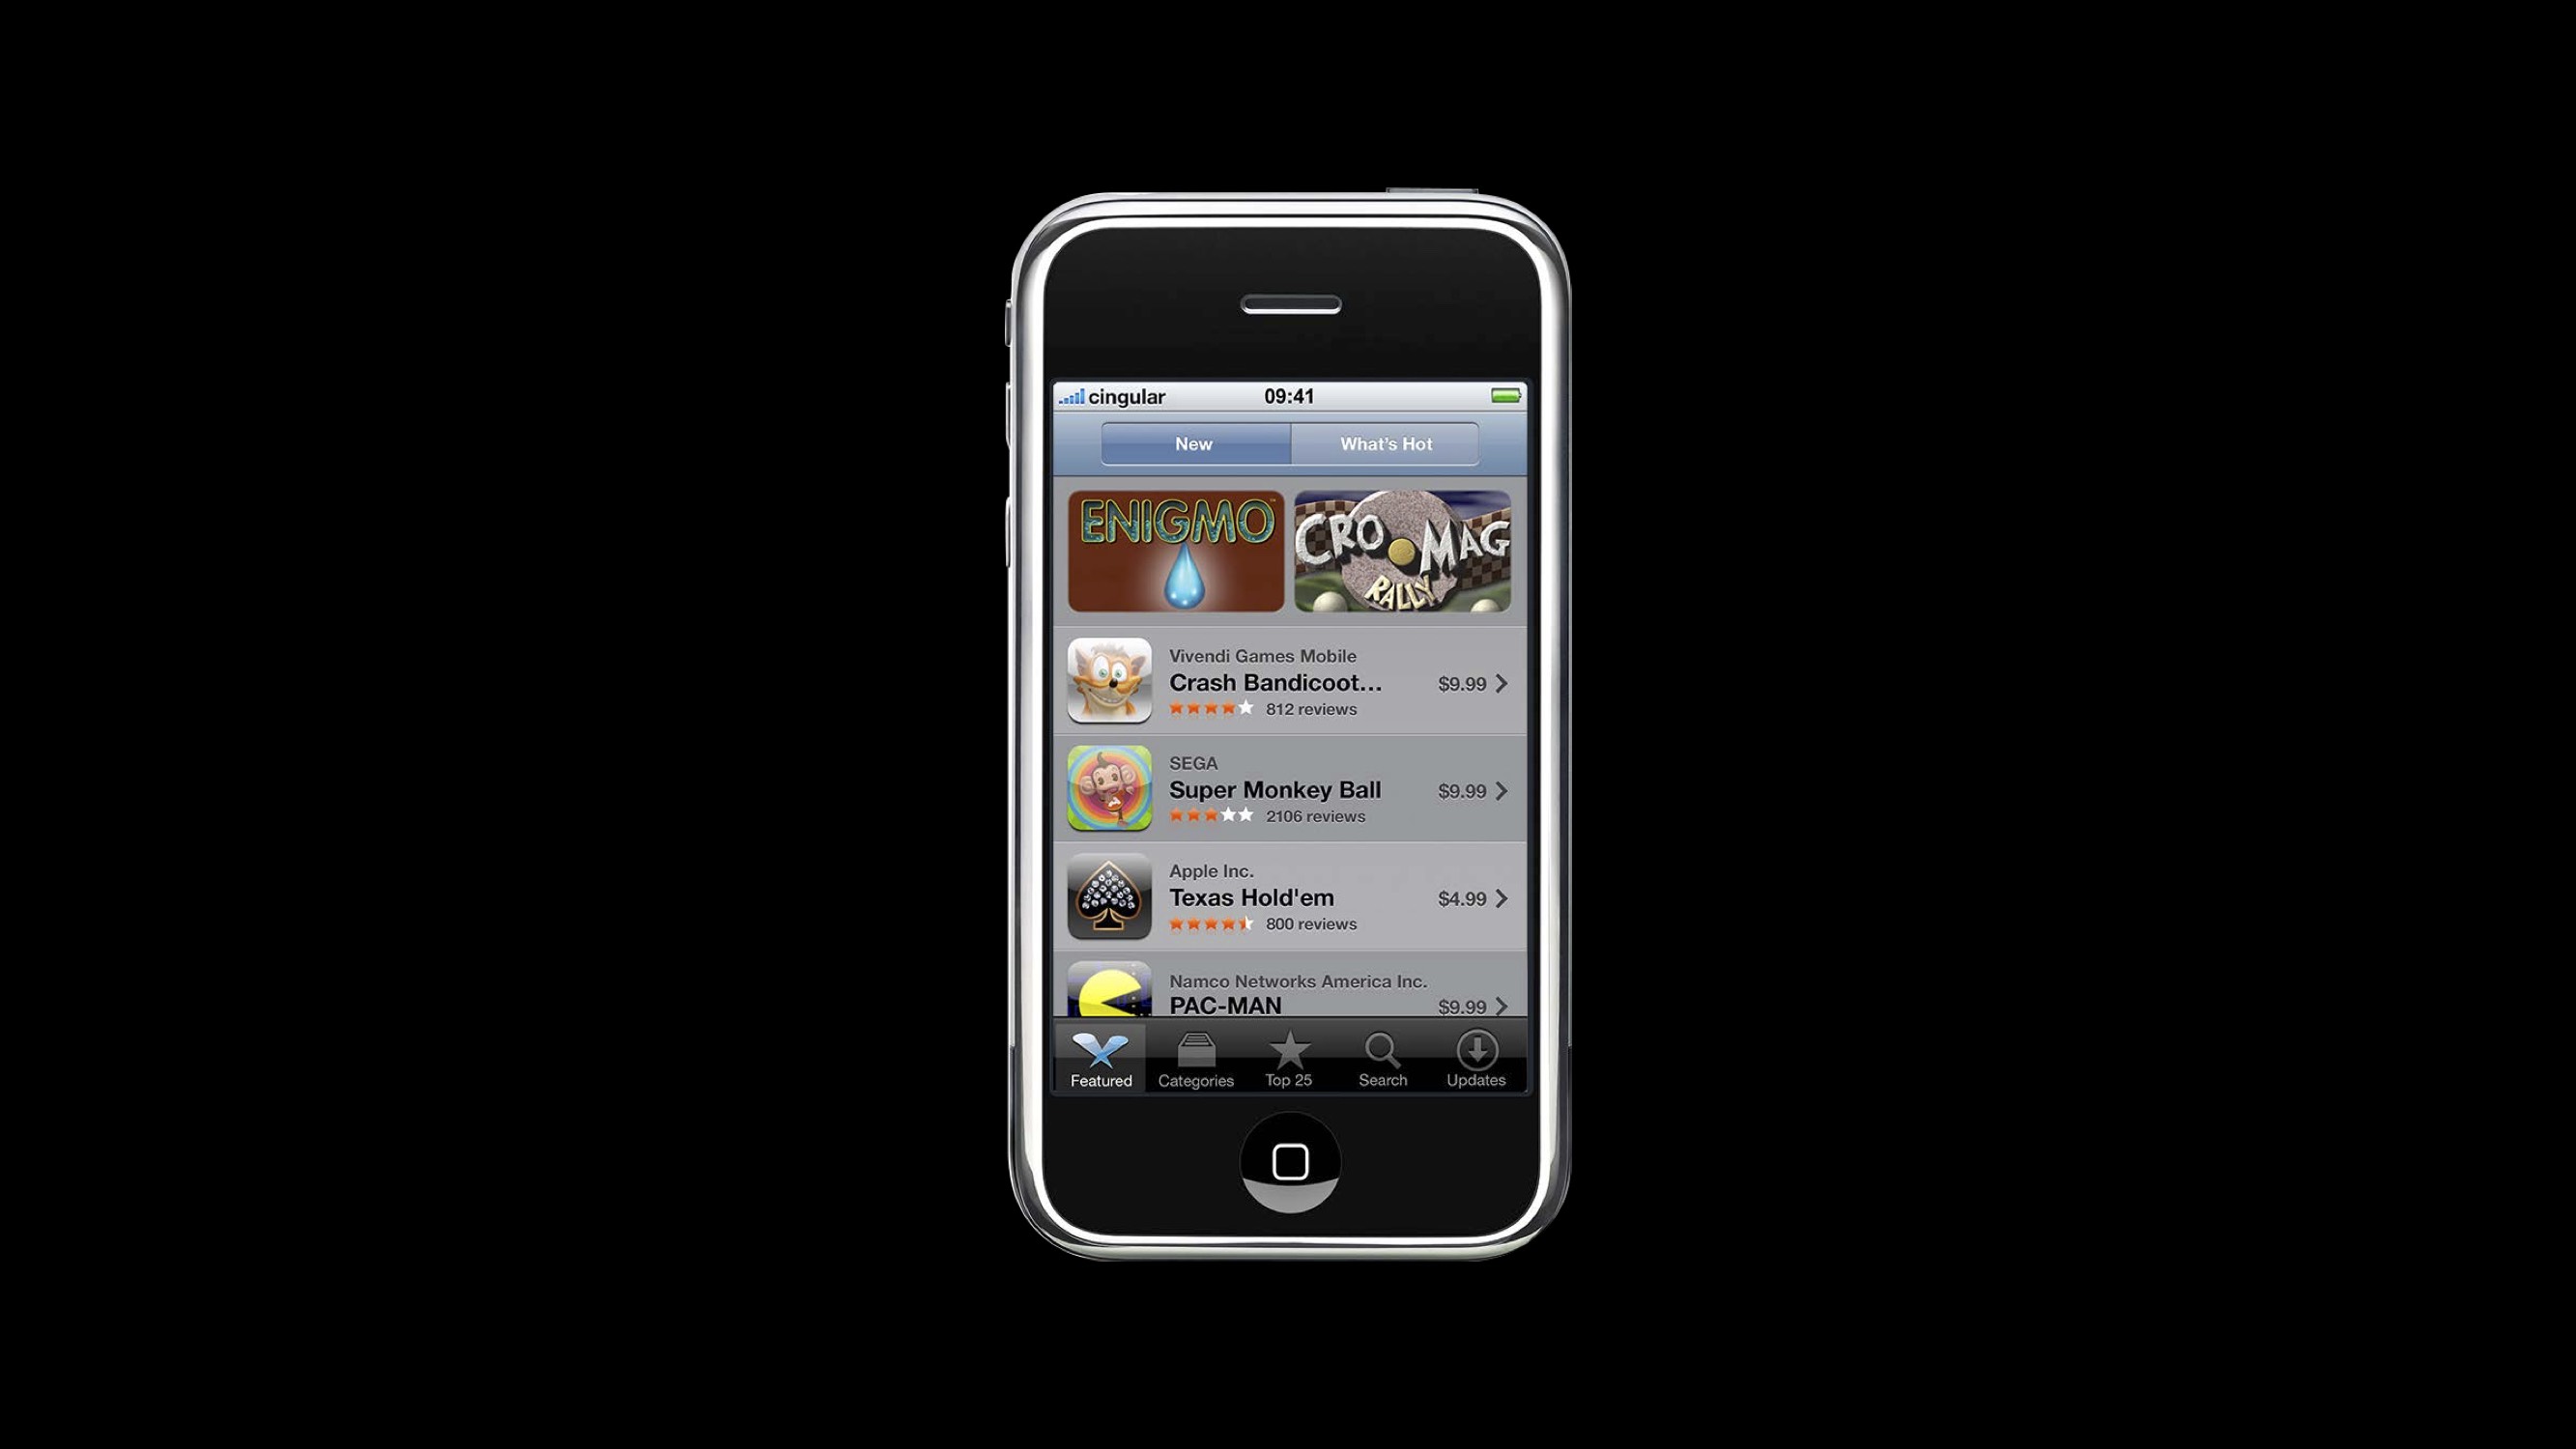 cingular 09:41
New What's Hot
ENIGMO™
CRO MAG
RALLY
Vivendi Games Mobile
Crash Bandicoot... $9.99
812 reviews
SEGA
Super Monkey Ball $9.99
2106 reviews
Apple Inc.
Texas Hold'em $4.99
800 reviews
Namco Networks America Inc.
PAC-MAN $9.99
Featured Categories Top 25 Search Updates